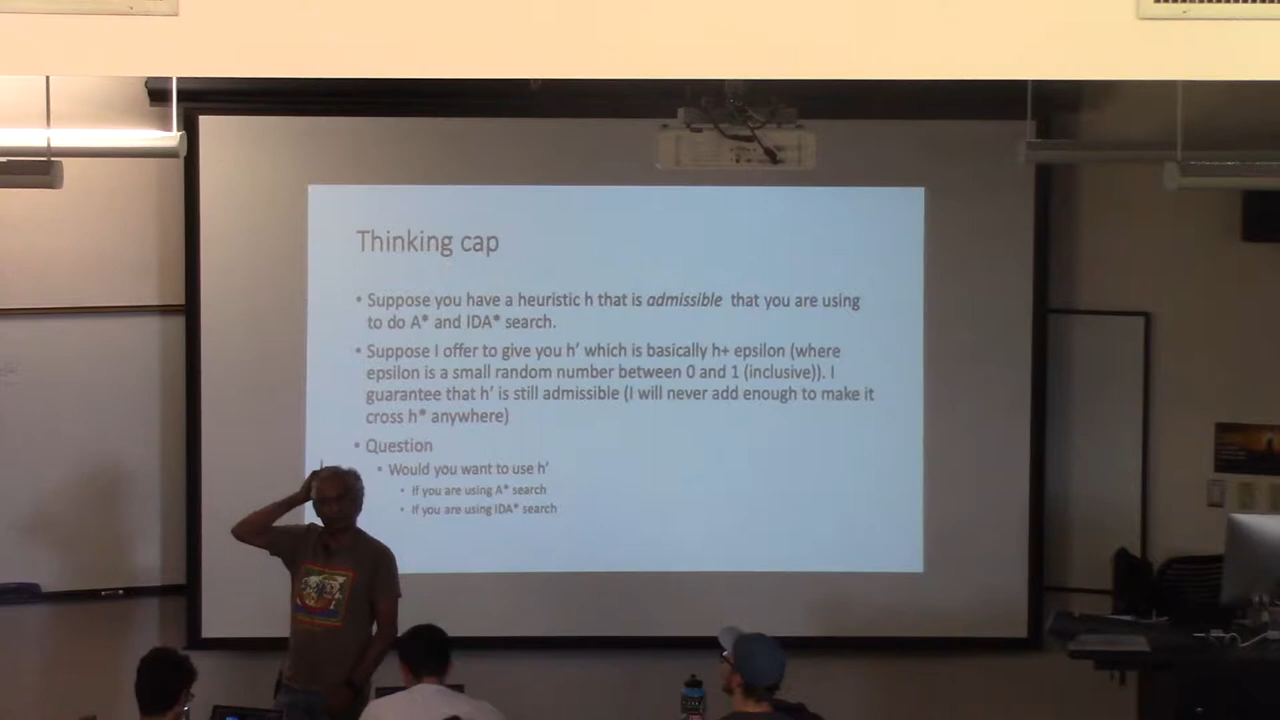 Thinking cap
• Suppose you have a heuristic h that is admissible that you are using
to do A* and IDA* search.
• Suppose I offer to give you h’ which is basically h+ epsilon (where
epsilon is a small random number between 0 and 1 (inclusive)). I
guarantee that h’ is still admissible (I will never add enough to make it
cross h* anywhere)
• Question
• Would you want to use h’
• If you are using A* search
• If you are using IDA* search